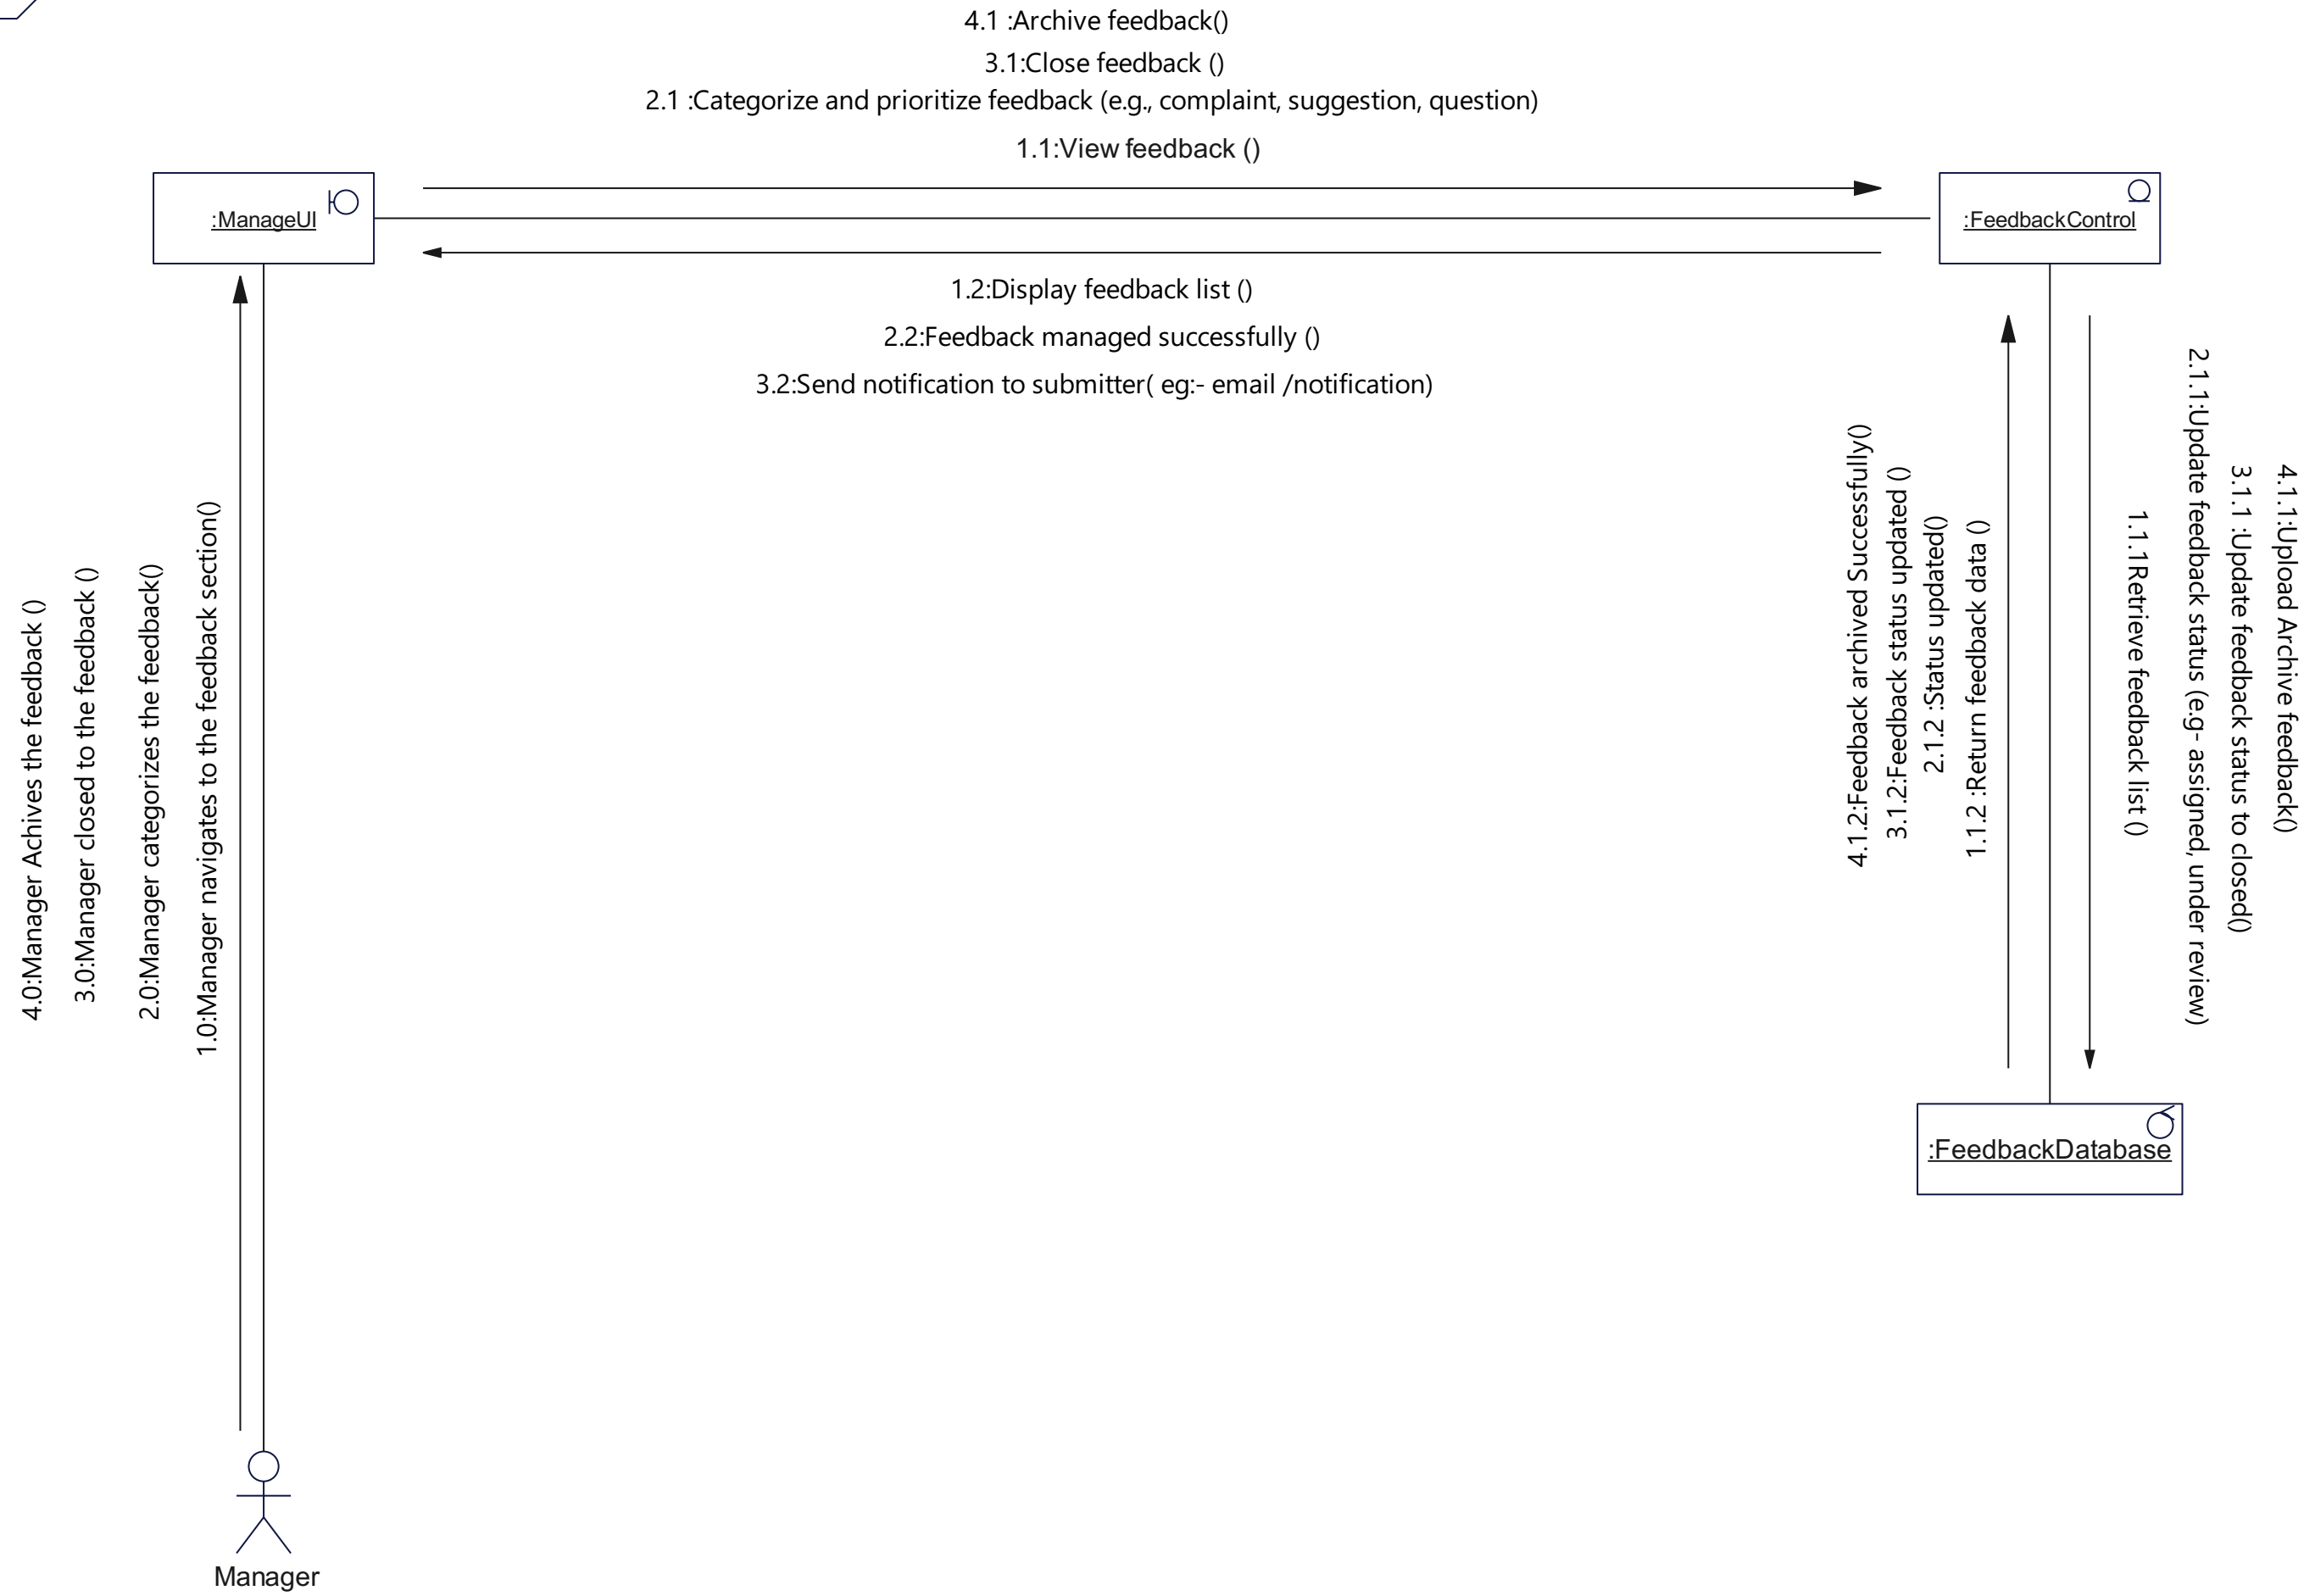 4.1 :Archive feedback()
3.1:Close feedback ()
2.1 :Categorize and prioritize feedback (e.g., complaint, suggestion, question)
1.1:View feedback ()
:ManageUI
:FeedbackControl
1.2:Display feedback list ()
2.2:Feedback managed successfully ()
3.2:Send notification to submitter( eg:- email /notification)
4.0:Manager Achives the feedback ()
3.0:Manager closed to the feedback ()
2.0:Manager categorizes the feedback()
1.0:Manager navigates to the feedback section()
4.1.2:Feedback archived Successfully()
3.1.2:Feedback status updated ()
2.1.2 :Status updated()
1.1.2 :Return feedback data ()
1.1.1Retrieve feedback list ()
2.1.1:Update feedback status (e.g- assigned, under review)
3.1.1 :Update feedback status to closed()
4.1.1:Upload Archive feedback()
:FeedbackDatabase
Manager